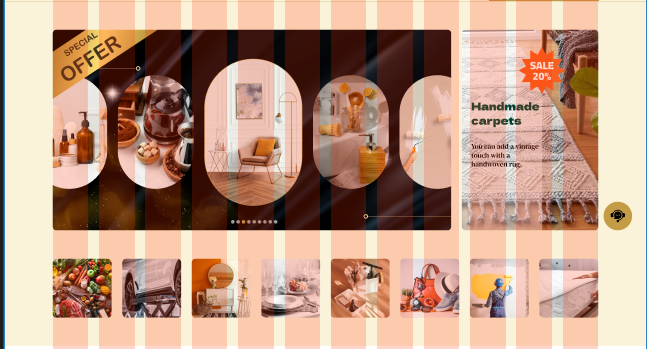 SPECIAL
OFFER
SALE
20%
Handmade
carpets
You can add a vintage
touch with a
handwoven rug.